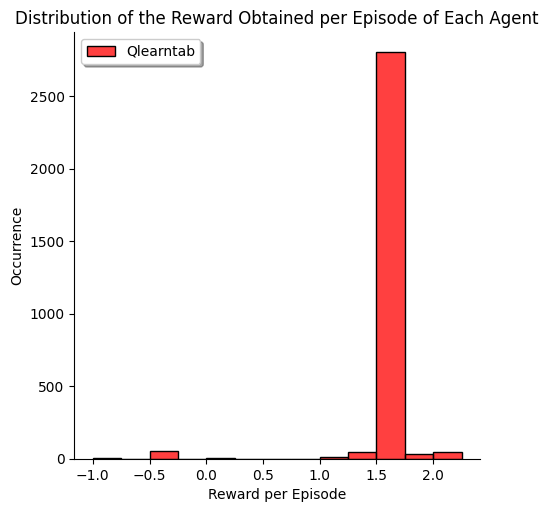 Distribution of the Reward Obtained per Episode of Each Agent
Qlearntab
2500
2000
1500
1000
500
0
Occurrence
−1.0 −0.5 0.0 0.5 1.0 1.5 2.0
Reward per Episode